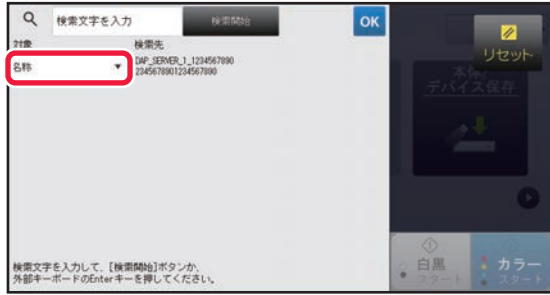 検索文字を入力
検索開始
OK
リセット
対象
検索先
名称
LDAP_SERVER_1_1234567890
2345678901234567890
本体/
デバイス保存
検索文字を入力して、[検索開始]ボタンか、
外部キーボードのEnterキーを押してください。
白黒
スタート
カラー
スタート